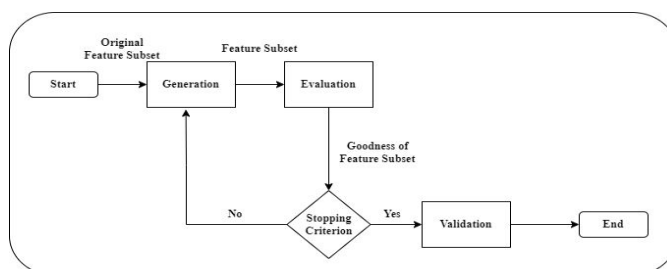 Original
Feature Subset
Feature Subset
Start
Generation
Evaluation
Goodness of
Feature Subset
No
Stopping
Criterion
Yes
Validation
End